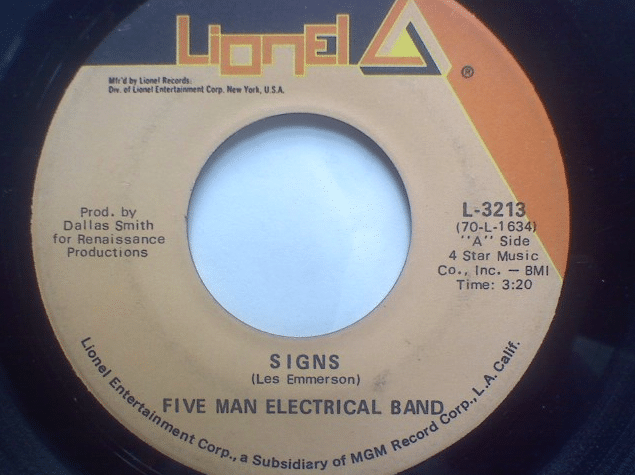 Lionel
®
Mfr'd by Lionel Records:
Div. of Lionel Entertainment Corp. New York, U.S.A.
Prod. by
Dallas Smith
for Renaissance
Productions
L-3213
(70-L-1634)
"A" Side
4 Star Music
Co., Inc. — BMI
Time: 3:20
SIGNS
(Les Emmerson)
FIVE MAN ELECTRICAL BAND
Lionel Entertainment Corp., a Subsidiary of MGM Record Corp., L.A. Calif.